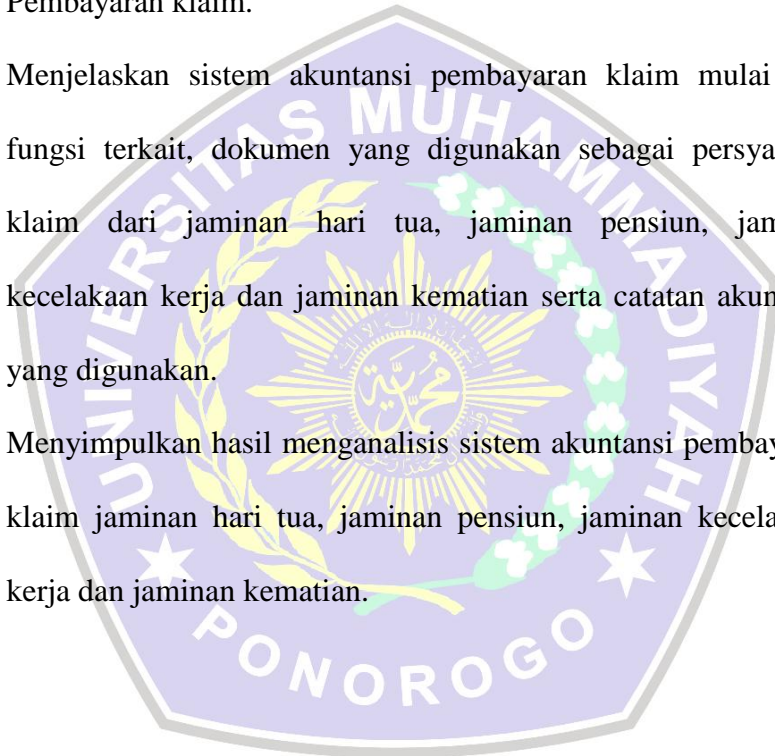 Pembayaran klaim.
Menjelaskan sistem akuntansi pembayaran klaim mulai
fungsi terkait, dokumen yang digunakan sebagai persya
klaim dari jaminan hari tua, jaminan pensiun, jam
kecelakaan kerja dan jaminan kematian serta catatan akun
yang digunakan.
Menyimpulkan hasil menganalisis sistem akuntansi pembay
klaim jaminan hari tua, jaminan pensiun, jaminan kecela
kerja dan jaminan kematian.
UNIVERSITAS MUHAMMADIYAH
PONOROGO